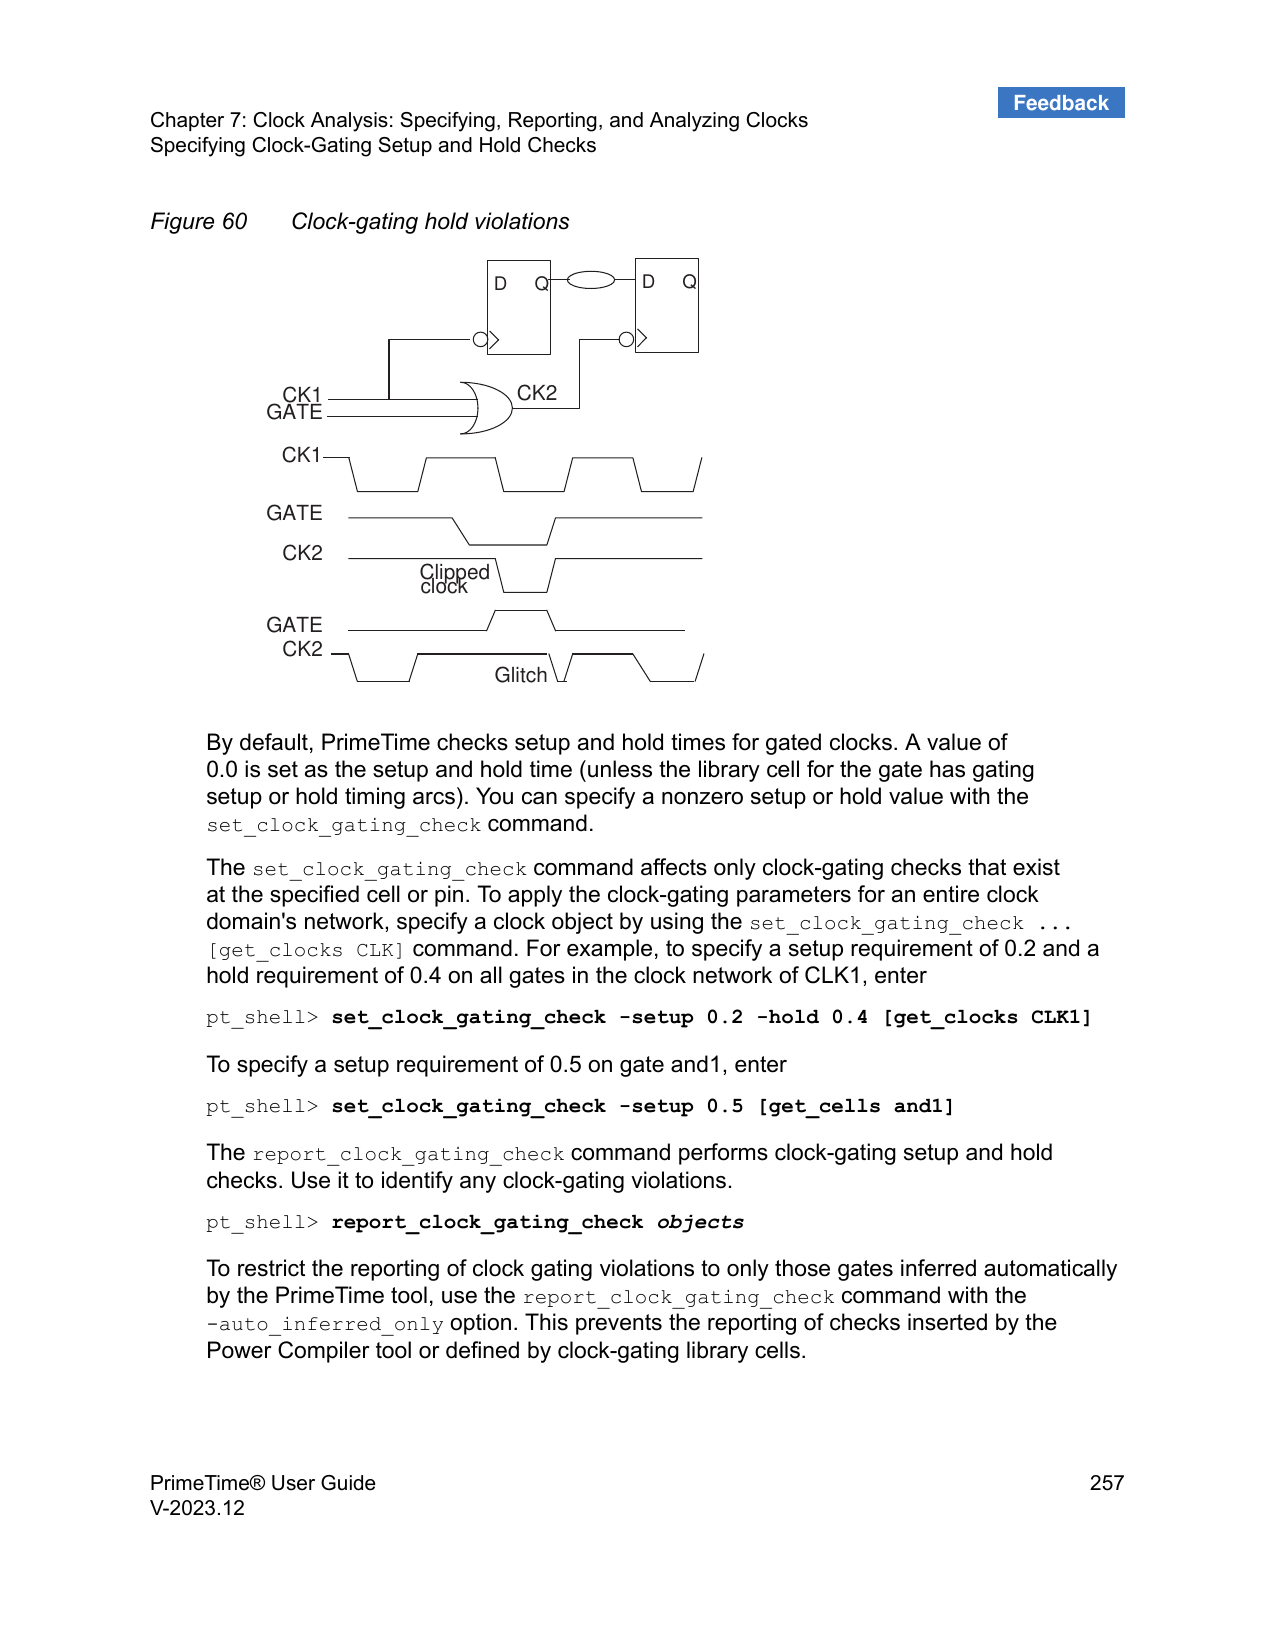 Feedback
Chapter 7: Clock Analysis: Specifying, Reporting, and Analyzing Clocks
Specifying Clock-Gating Setup and Hold Checks
Figure 60 Clock-gating hold violations
D Q D Q
CK1 CK2
GATE
CK1
GATE
CK2
Clipped
clock
GATE
CK2
Glitch
By default, PrimeTime checks setup and hold times for gated clocks. A value of
0.0 is set as the setup and hold time (unless the library cell for the gate has gating
setup or hold timing arcs). You can specify a nonzero setup or hold value with the
set_clock_gating_check command.
The set_clock_gating_check command affects only clock-gating checks that exist
at the specified cell or pin. To apply the clock-gating parameters for an entire clock
domain's network, specify a clock object by using the set_clock_gating_check ...
[get_clocks CLK] command. For example, to specify a setup requirement of 0.2 and a
hold requirement of 0.4 on all gates in the clock network of CLK1, enter
pt_shell> set_clock_gating_check -setup 0.2 -hold 0.4 [get_clocks CLK1]
To specify a setup requirement of 0.5 on gate and1, enter
pt_shell> set_clock_gating_check -setup 0.5 [get_cells and1]
The report_clock_gating_check command performs clock-gating setup and hold
checks. Use it to identify any clock-gating violations.
pt_shell> report_clock_gating_check objects
To restrict the reporting of clock gating violations to only those gates inferred automatically
by the PrimeTime tool, use the report_clock_gating_check command with the
-auto_inferred_only option. This prevents the reporting of checks inserted by the
Power Compiler tool or defined by clock-gating library cells.
PrimeTime® User Guide 257
V-2023.12